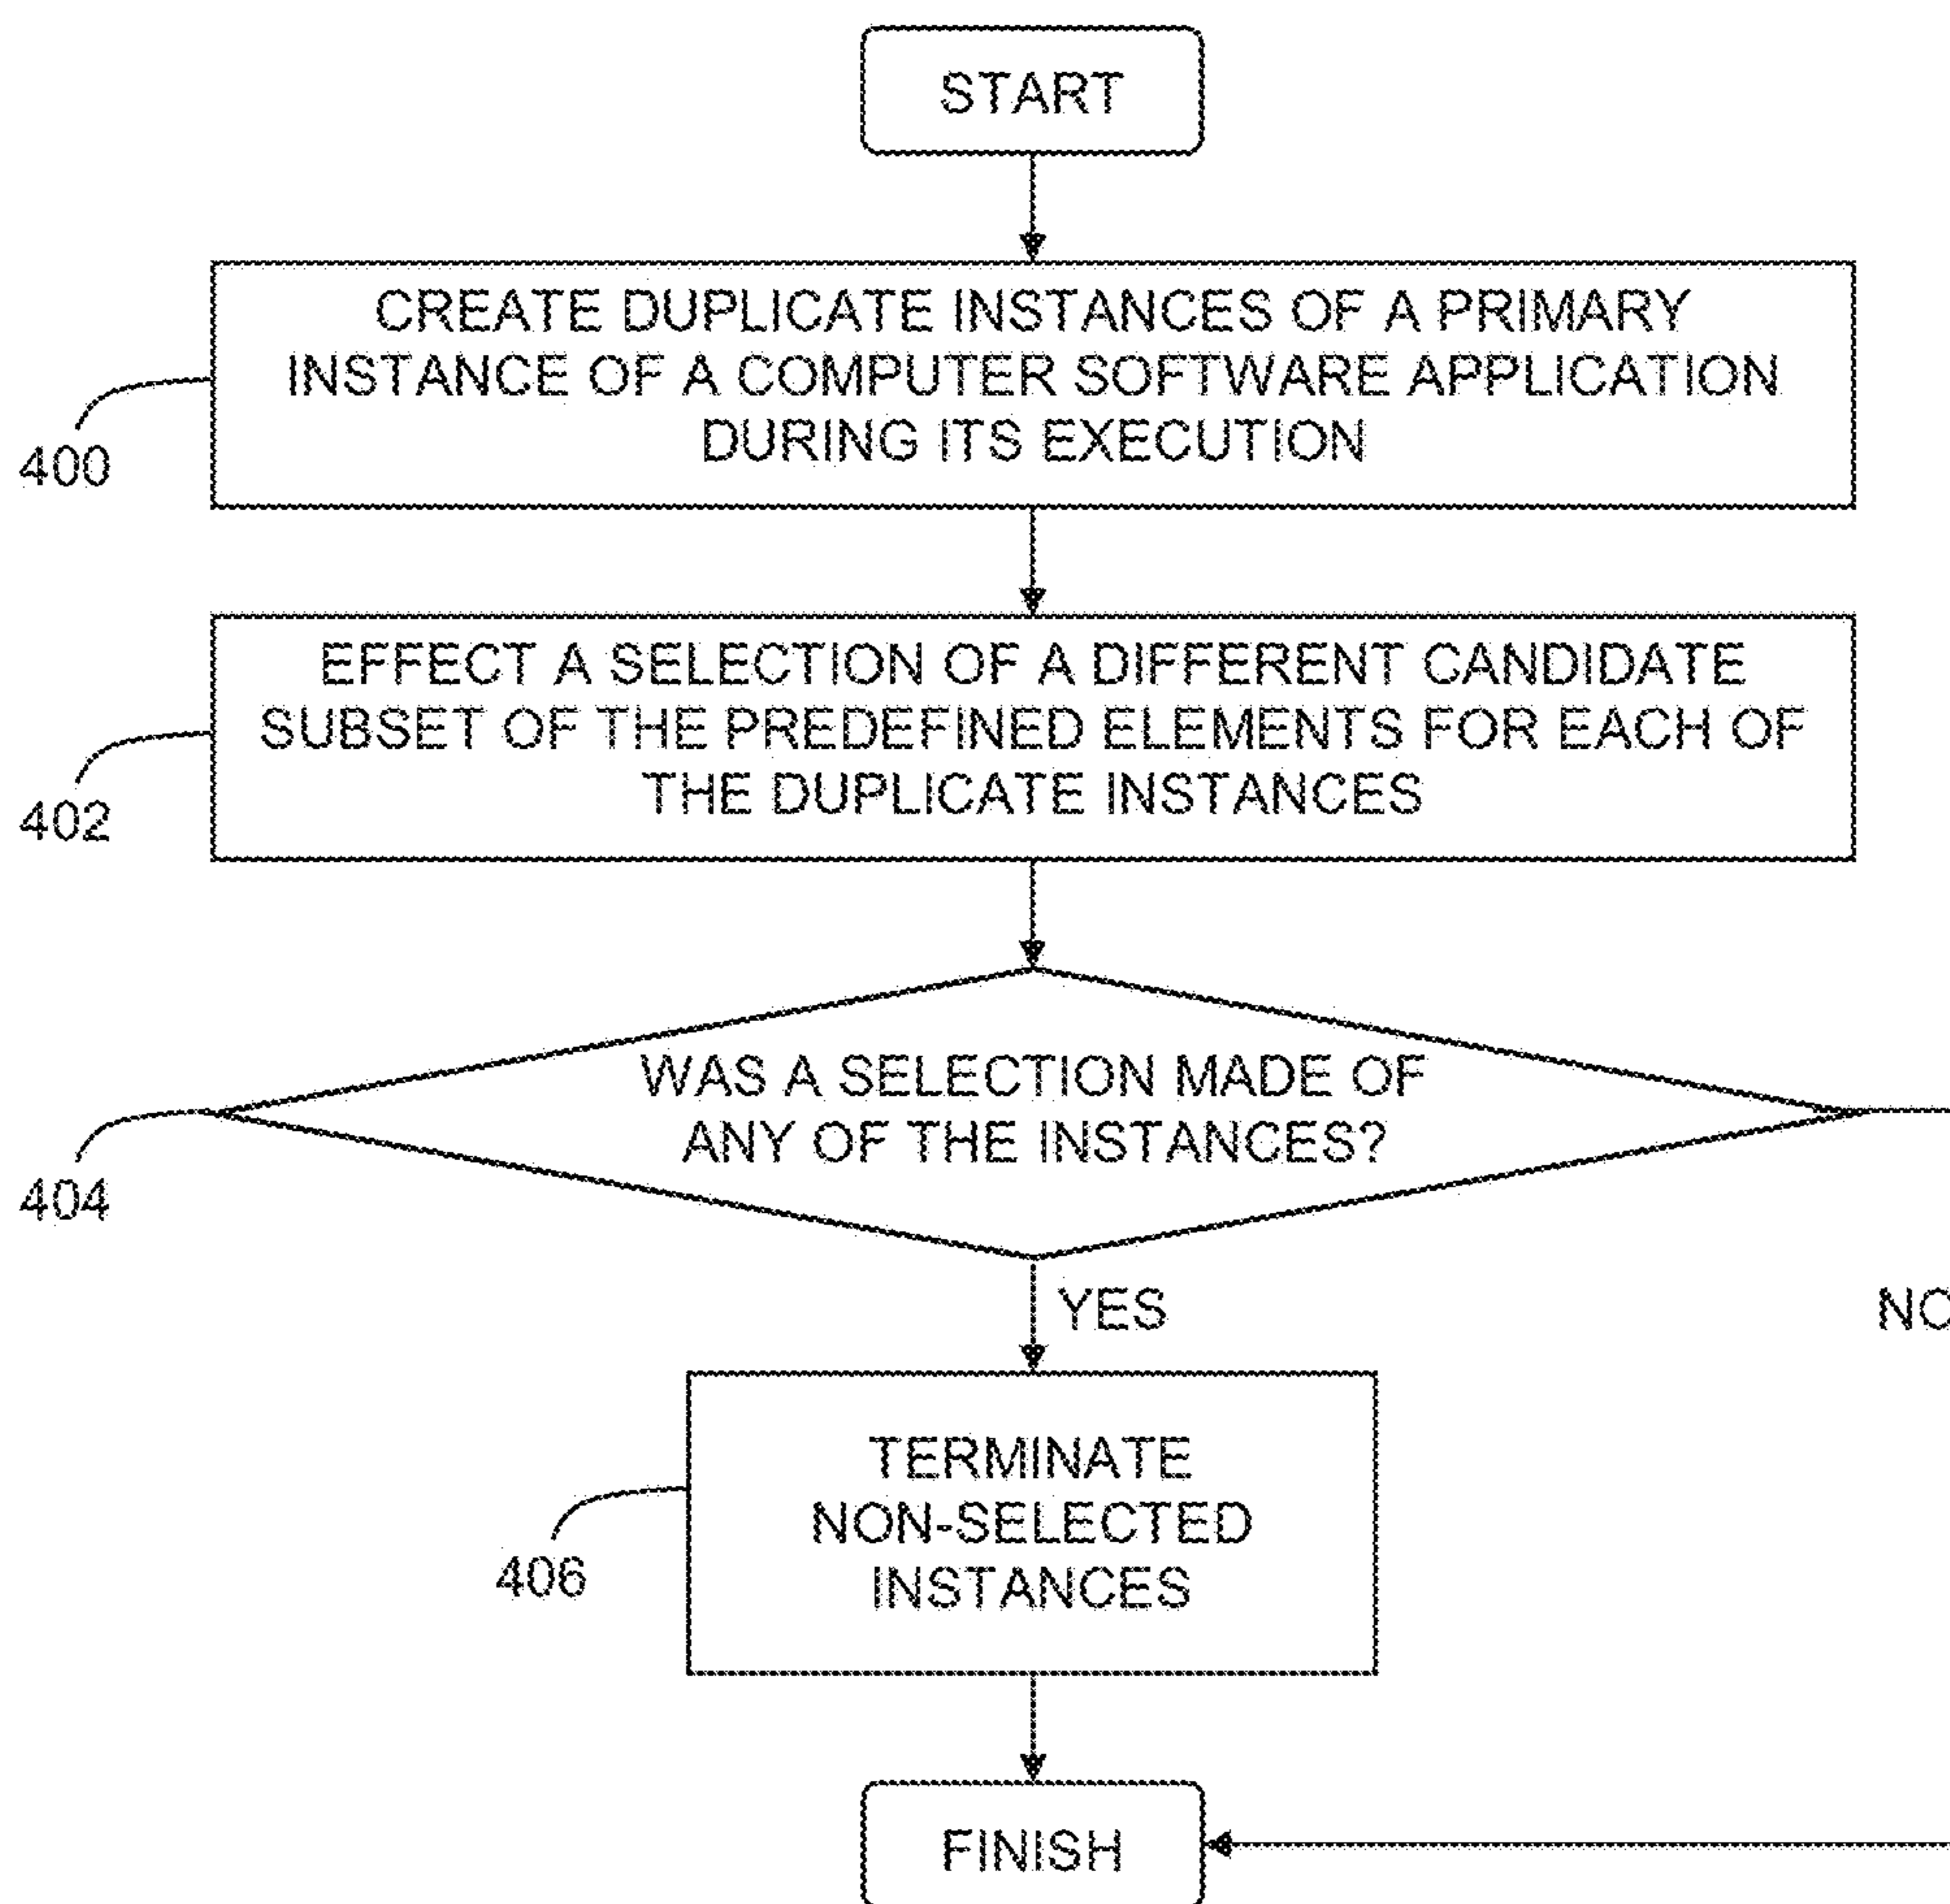 START
CREATE DUPLICATE INSTANCES OF A PRIMARY
INSTANCE OF A COMPUTER SOFTWARE APPLICATION
DURING ITS EXECUTION
400
EFFECT A SELECTION OF A DIFFERENT CANDIDATE
SUBSET OF THE PREDEFINED ELEMENTS FOR EACH OF
THE DUPLICATE INSTANCES
402
WAS A SELECTION MADE OF
ANY OF THE INSTANCES?
404
YES
NO
TERMINATE
NON-SELECTED
INSTANCES
406
FINISH